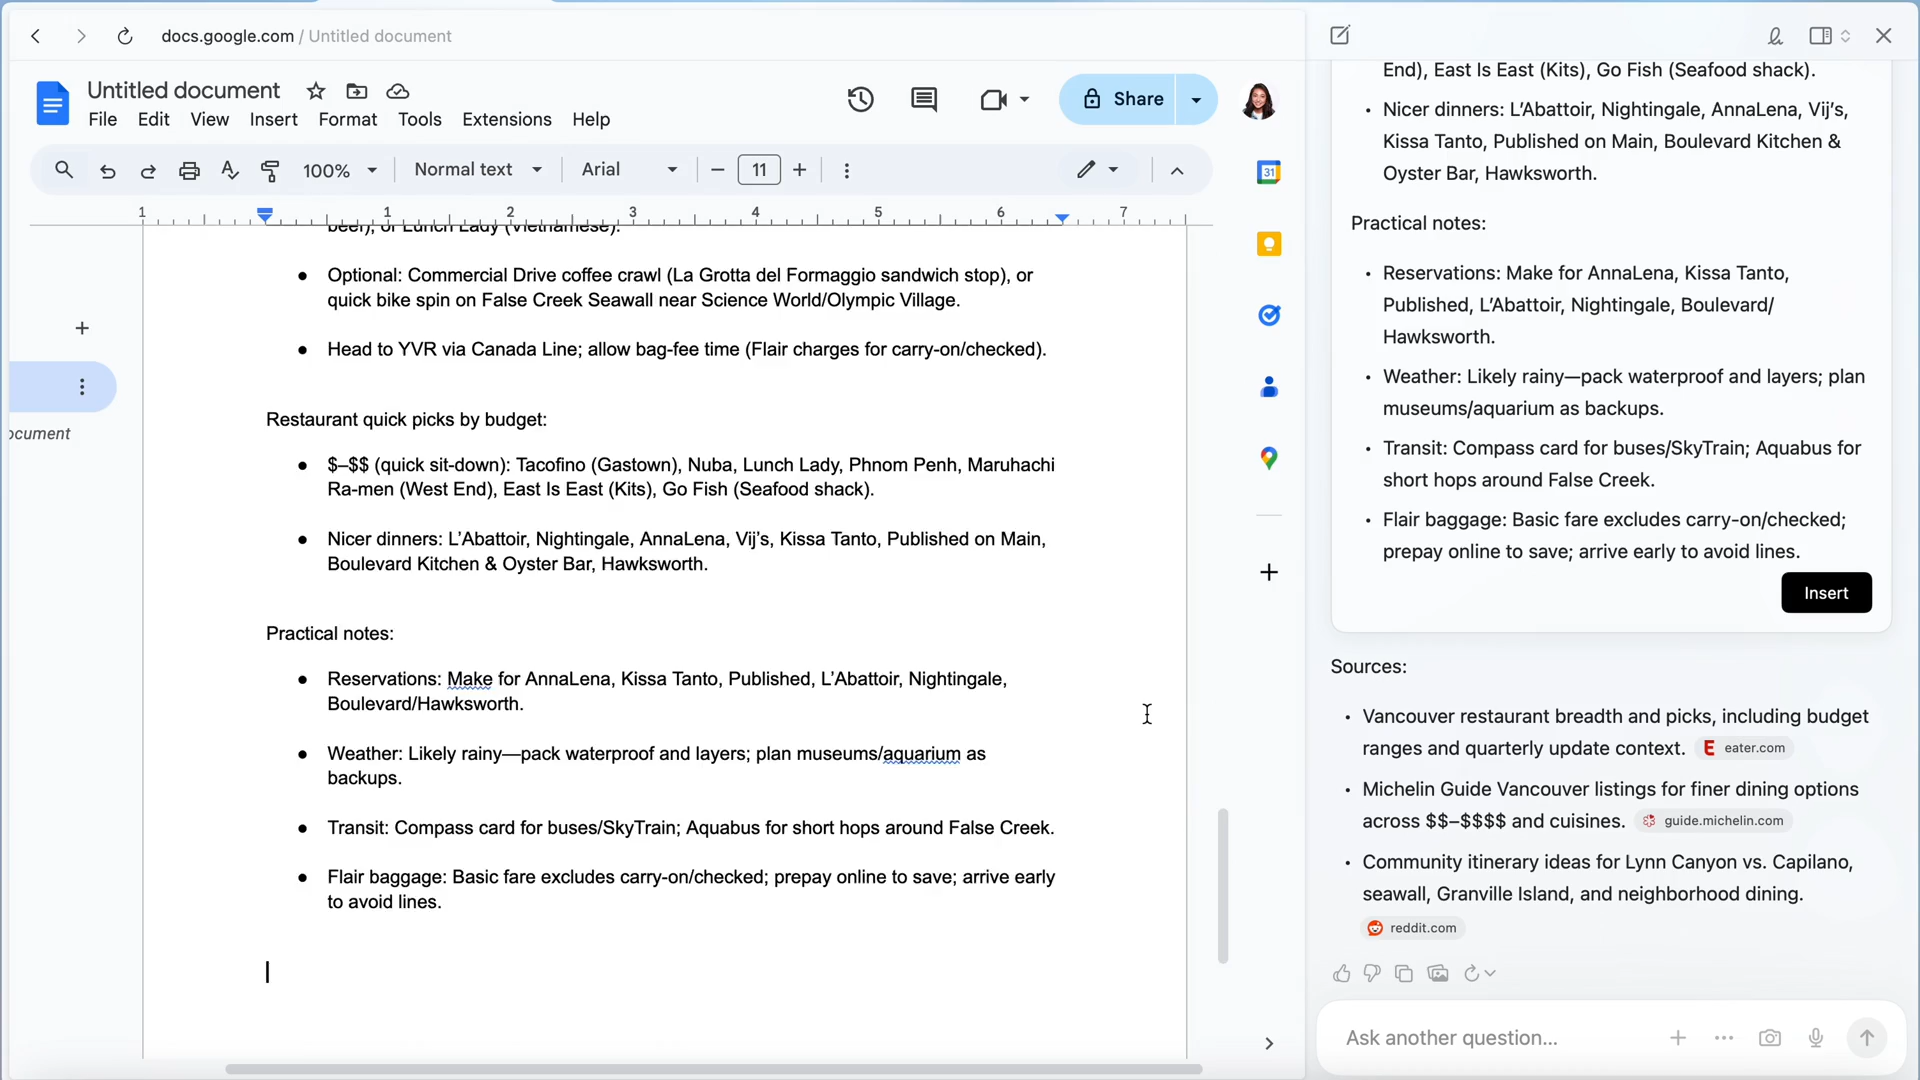 docs.google.com / Untitled document
Untitled document
File Edit View Insert Format Tools Extensions Help
Share
100% Normal text Arial 11
1 1 2 3 4 5 6 7
ocument
beer), or Lunch Lady (Vietnamese).
● Optional: Commercial Drive coffee crawl (La Grotta del Formaggio sandwich stop), or
quick bike spin on False Creek Seawall near Science World/Olympic Village.
● Head to YVR via Canada Line; allow bag-fee time (Flair charges for carry-on/checked).
Restaurant quick picks by budget:
● $–$$ (quick sit-down): Tacofino (Gastown), Nuba, Lunch Lady, Phnom Penh, Maruhachi
Ra-men (West End), East Is East (Kits), Go Fish (Seafood shack).
● Nicer dinners: L’Abattoir, Nightingale, AnnaLena, Vij’s, Kissa Tanto, Published on Main,
Boulevard Kitchen & Oyster Bar, Hawksworth.
Practical notes:
● Reservations: Make for AnnaLena, Kissa Tanto, Published, L’Abattoir, Nightingale,
Boulevard/Hawksworth.
● Weather: Likely rainy—pack waterproof and layers; plan museums/aquarium as
backups.
● Transit: Compass card for buses/SkyTrain; Aquabus for short hops around False Creek.
● Flair baggage: Basic fare excludes carry-on/checked; prepay online to save; arrive early
to avoid lines.
31
End), East Is East (Kits), Go Fish (Seafood shack).
• Nicer dinners: L’Abattoir, Nightingale, AnnaLena, Vij’s,
Kissa Tanto, Published on Main, Boulevard Kitchen &
Oyster Bar, Hawksworth.
Practical notes:
• Reservations: Make for AnnaLena, Kissa Tanto,
Published, L’Abattoir, Nightingale, Boulevard/
Hawksworth.
• Weather: Likely rainy—pack waterproof and layers; plan
museums/aquarium as backups.
• Transit: Compass card for buses/SkyTrain; Aquabus for
short hops around False Creek.
• Flair baggage: Basic fare excludes carry-on/checked;
prepay online to save; arrive early to avoid lines.
Insert
Sources:
• Vancouver restaurant breadth and picks, including budget
ranges and quarterly update context. eater.com
• Michelin Guide Vancouver listings for finer dining options
across $$–$$$$ and cuisines. guide.michelin.com
• Community itinerary ideas for Lynn Canyon vs. Capilano,
seawall, Granville Island, and neighborhood dining.
reddit.com
Ask another question...